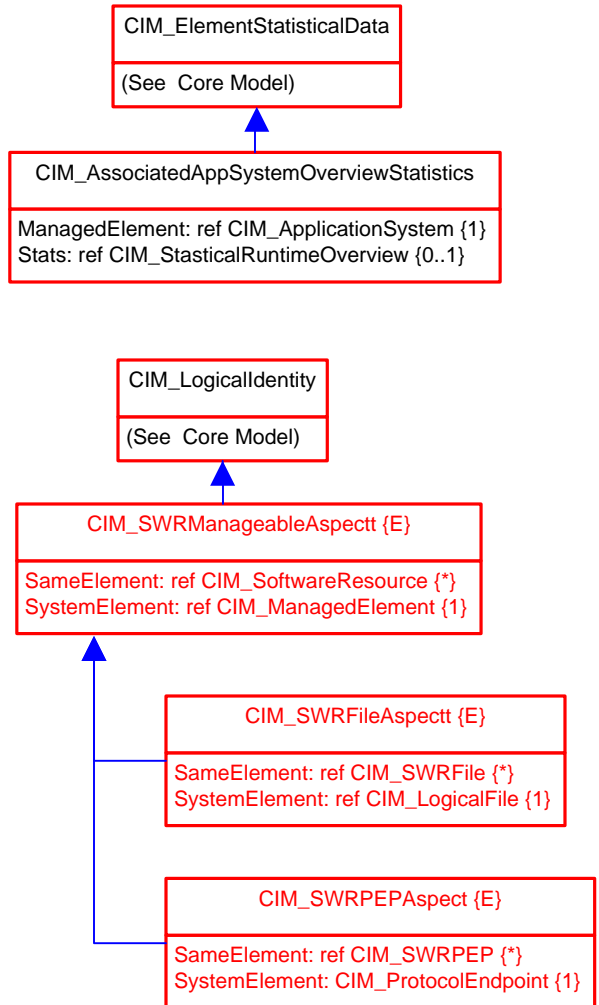 CIM_ElementStatisticalData
(See Core Model)
CIM_AssociatedAppSystemOverviewStatistics
ManagedElement: ref CIM_ApplicationSystem {1}
Stats: ref CIM_StasticalRuntimeOverview {0..1}
CIM_LogicalIdentity
(See Core Model)
CIM_SWRManageableAspectt {E}
SameElement: ref CIM_SoftwareResource {*}
SystemElement: ref CIM_ManagedElement {1}
CIM_SWRFileAspectt {E}
SameElement: ref CIM_SWRFile {*}
SystemElement: ref CIM_LogicalFile {1}
CIM_SWRPEPAspect {E}
SameElement: ref CIM_SWRPEP {*}
SystemElement: CIM_ProtocolEndpoint {1}